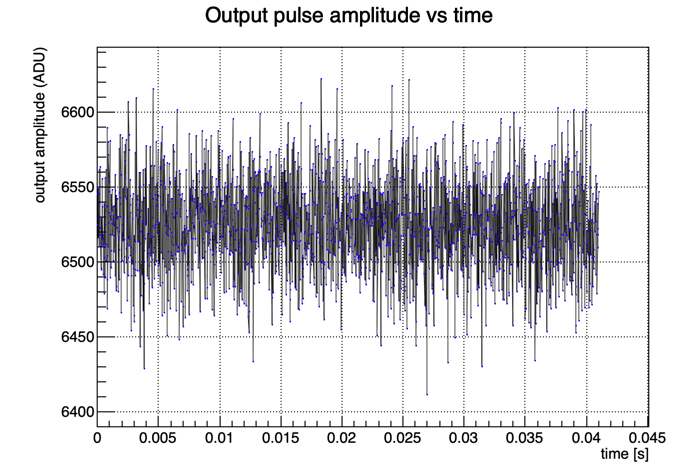 Output pulse amplitude vs time
output amplitude (ADU)
6600
6550
6500
6450
6400
0 0.005 0.01 0.015 0.02 0.025 0.03 0.035 0.04 0.045
time [s]